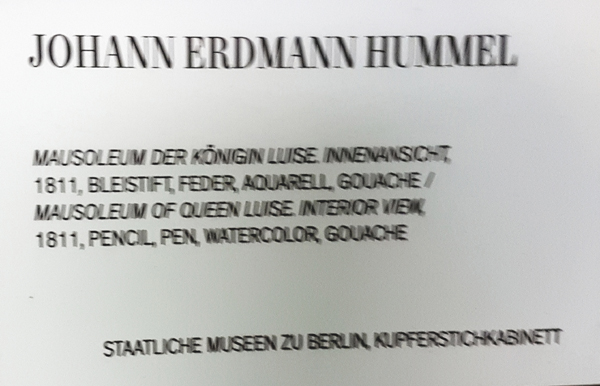 JOHANN ERDMANN HUMMEL
MAUSOLEUM DER KÖNIGIN LUISE. INNENANSICHT,
1811, BLEISTIFT, FEDER, AQUARELL, GOUACHE /
MAUSOLEUM OF QUEEN LUISE. INTERIOR VIEW,
1811, PENCIL, PEN, WATERCOLOR, GOUACHE
STAATLICHE MUSEEN ZU BERLIN, KUPFERSTICHKABINETT